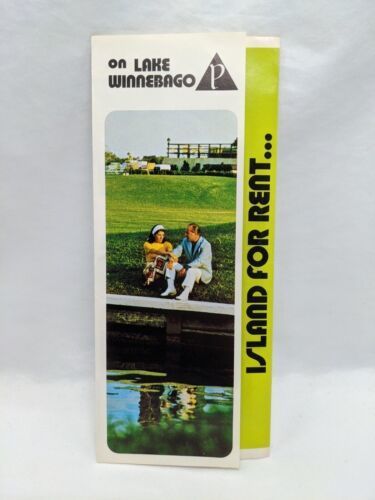 on LAKE
WINNEBAGO
P
ISLAND FOR RENT...